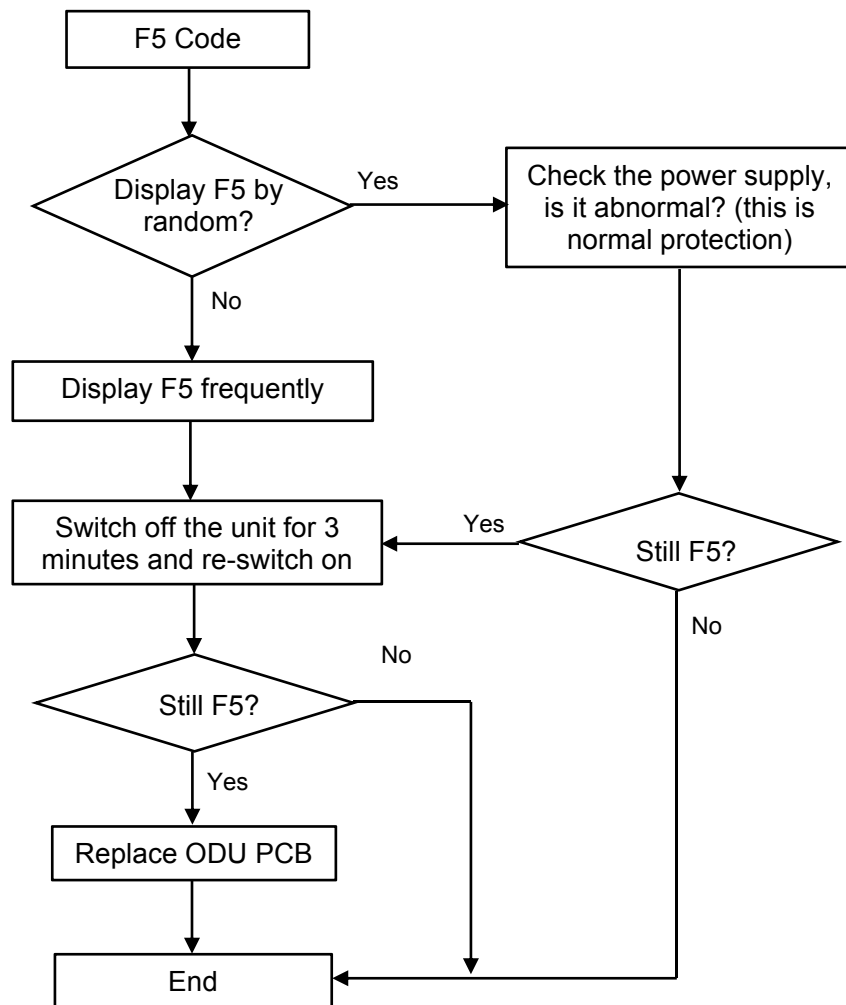 F5 Code
Display F5 by
random?
Yes
Check the power supply,
is it abnormal? (this is
normal protection)
No
Display F5 frequently
Switch off the unit for 3
minutes and re-switch on
Yes
Still F5?
No
No
Still F5?
Yes
Replace ODU PCB
End